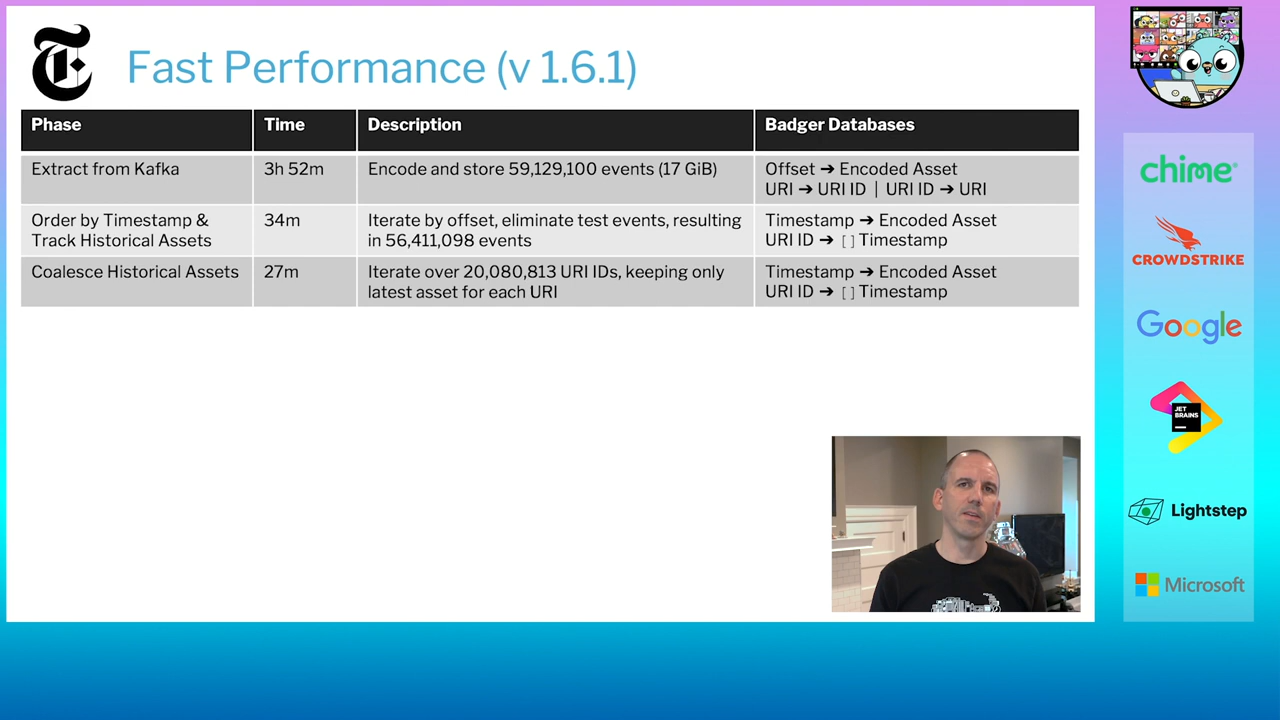 Fast Performance (v 1.6.1)
Phase
Time
Description
Badger Databases
Extract from Kafka
3h 52m
Encode and store 59,129,100 events (17 GiB)
Offset ➔ Encoded Asset
URI ➔ URI ID | URI ID ➔ URI
Order by Timestamp &
Track Historical Assets
34m
Iterate by offset, eliminate test events, resulting
in 56,411,098 events
Timestamp ➔ Encoded Asset
URI ID ➔ [ ] Timestamp
Coalesce Historical Assets
27m
Iterate over 20,080,813 URI IDs, keeping only
latest asset for each URI
Timestamp ➔ Encoded Asset
URI ID ➔ [ ] Timestamp
chime
CROWDSTRIKE
Google
JET
BRAINS
Lightstep
Microsoft